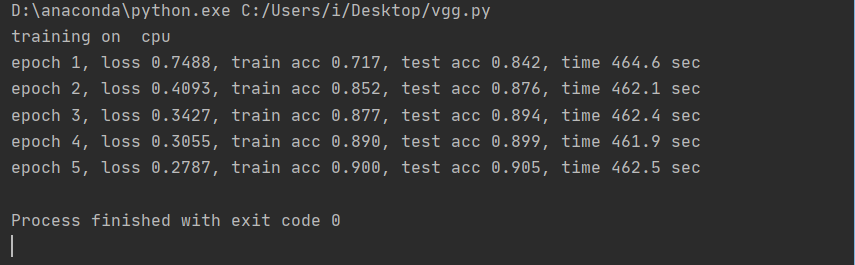 D:\anaconda\python.exe C:/Users/i/Desktop/vgg.py
training on  cpu
epoch 1, loss 0.7488, train acc 0.717, test acc 0.842, time 464.6 sec
epoch 2, loss 0.4093, train acc 0.852, test acc 0.876, time 462.1 sec
epoch 3, loss 0.3427, train acc 0.877, test acc 0.894, time 462.4 sec
epoch 4, loss 0.3055, train acc 0.890, test acc 0.899, time 461.9 sec
epoch 5, loss 0.2787, train acc 0.900, test acc 0.905, time 462.5 sec
Process finished with exit code 0